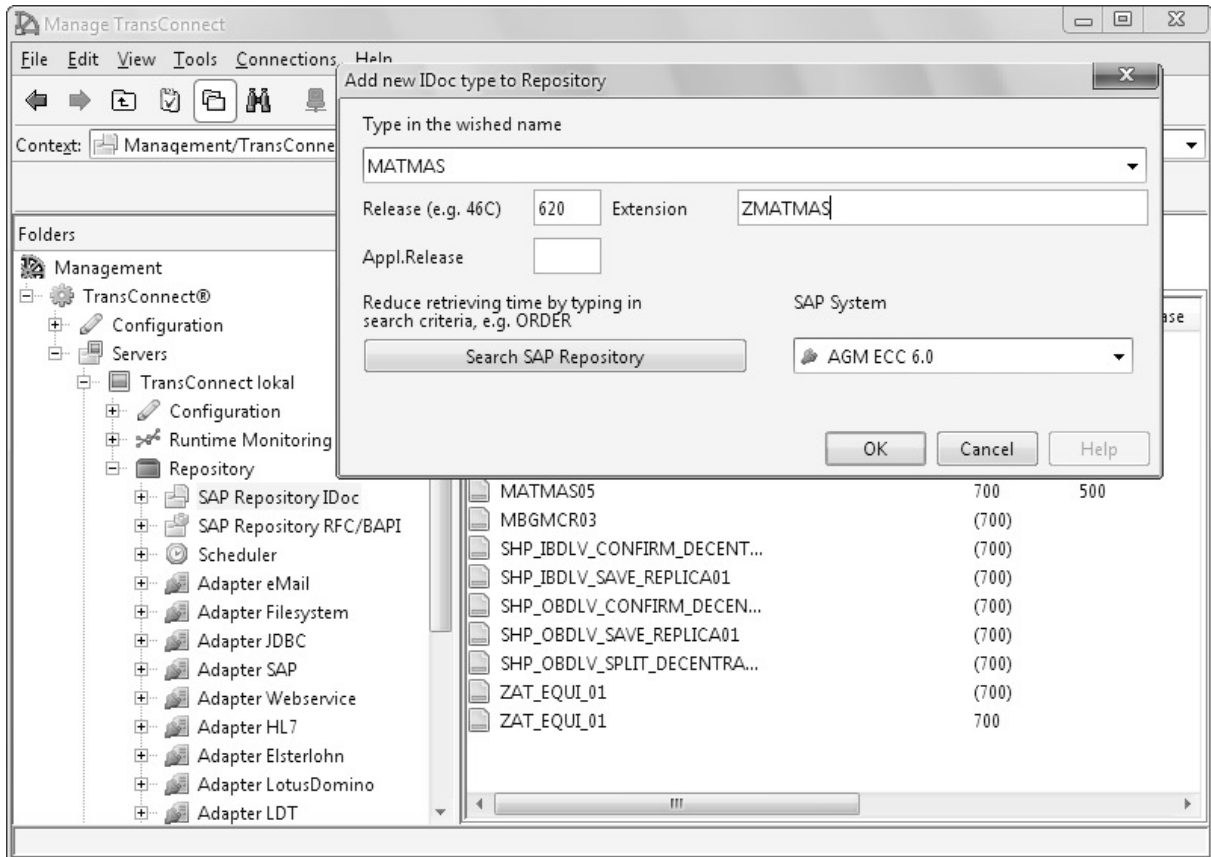 Manage TransConnect
File Edit View Tools Connections Help
Context: Management/TransConne
Add new IDoc type to Repository
Type in the wished name
MATMAS
Release (e.g. 46C) 620 Extension ZMATMAS
Appl.Release
Reduce retrieving time by typing in
search criteria, e.g. ORDER
SAP System
Search SAP Repository
AGM ECC 6.0
OK Cancel Help
Folders
Management
TransConnect®
Configuration
Servers
TransConnect lokal
Configuration
Runtime Monitoring
Repository
SAP Repository IDoc
SAP Repository RFC/BAPI
Scheduler
Adapter eMail
Adapter Filesystem
Adapter JDBC
Adapter SAP
Adapter Webservice
Adapter HL7
Adapter Elsterlohn
Adapter LotusDomino
Adapter LDT
ase
MATMAS05 700 500
MBGMCR03 (700)
SHP_IBDLV_CONFIRM_DECENT... (700)
SHP_IBDLV_SAVE_REPLICA01 (700)
SHP_OBDLV_CONFIRM_DECEN... (700)
SHP_OBDLV_SAVE_REPLICA01 (700)
SHP_OBDLV_SPLIT_DECENTRA... (700)
ZAT_EQUI_01 (700)
ZAT_EQUI_01 700